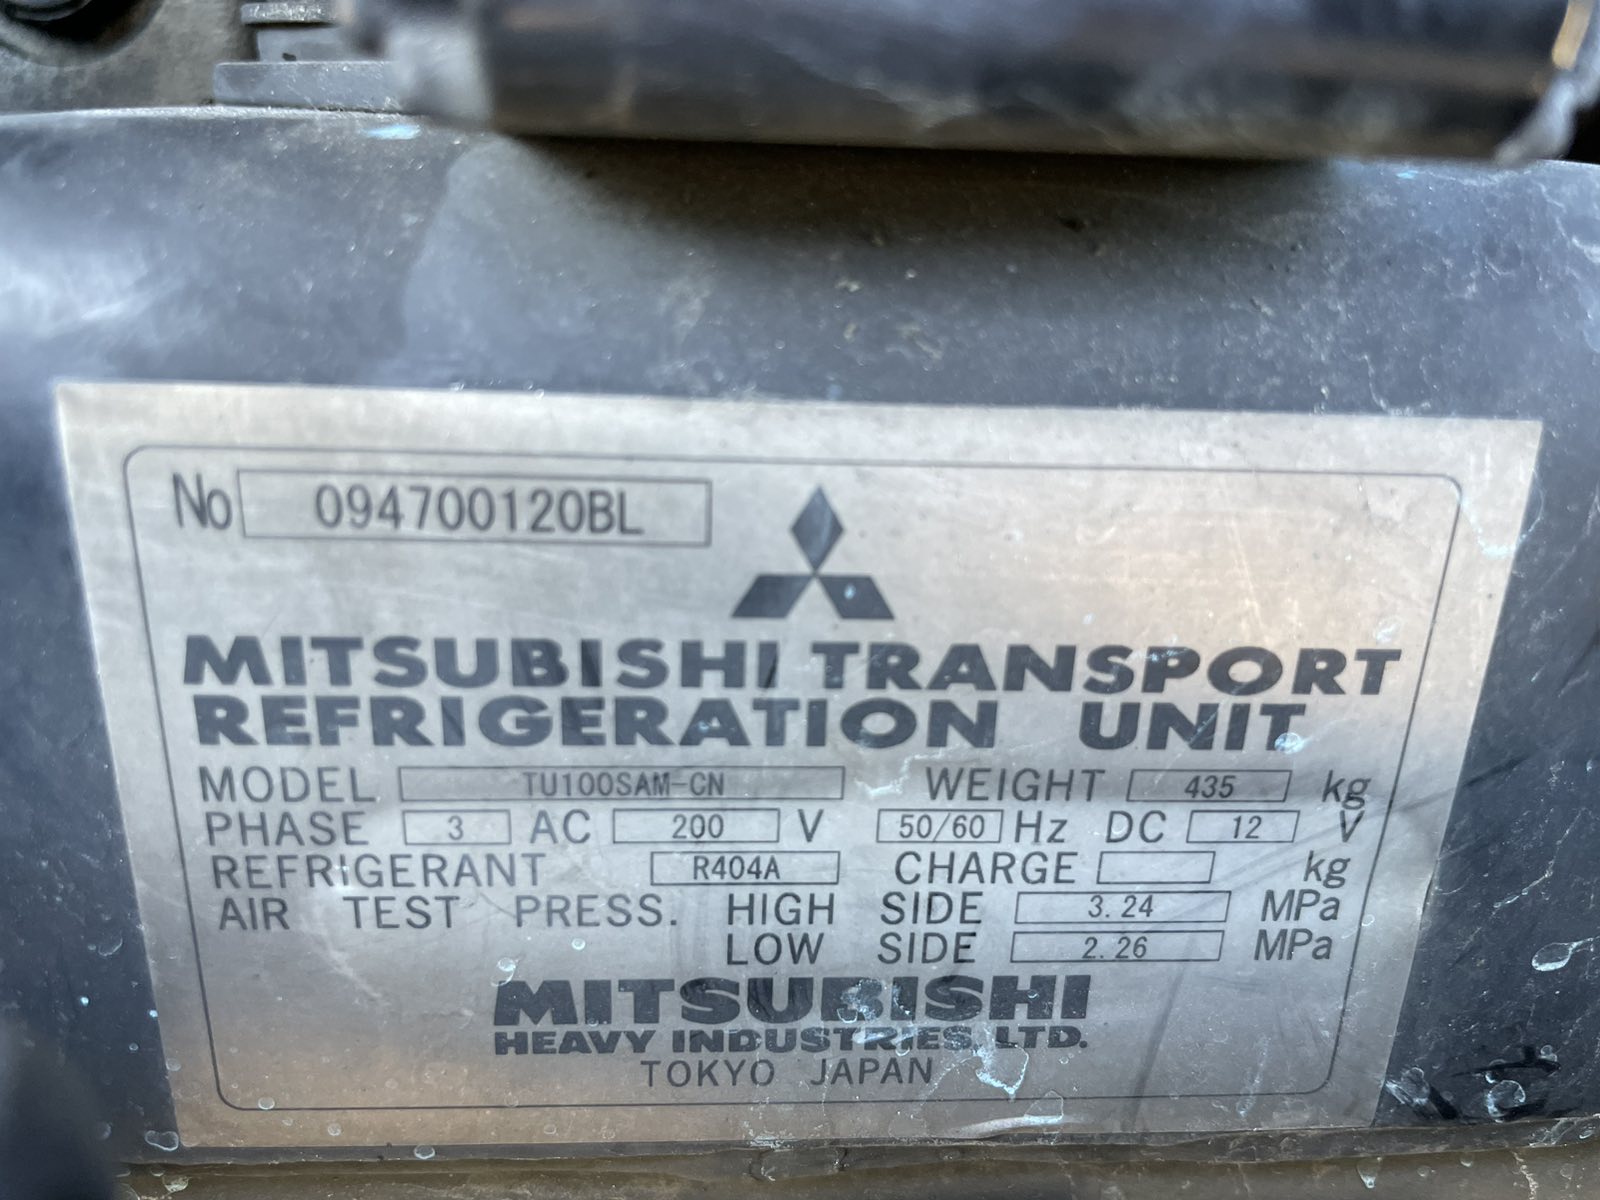 No 094700120BL
MITSUBISHI TRANSPORT
REFRIGERATION UNIT
MODEL TU100SAM-CN WEIGHT 435 kg
PHASE 3 AC 200 V 50/60 Hz DC 12 V
REFRIGERANT R404A CHARGE kg
AIR TEST PRESS. HIGH SIDE 3.24 MPa
LOW SIDE 2.26 MPa
MITSUBISHI
HEAVY INDUSTRIES, LTD.
TOKYO JAPAN